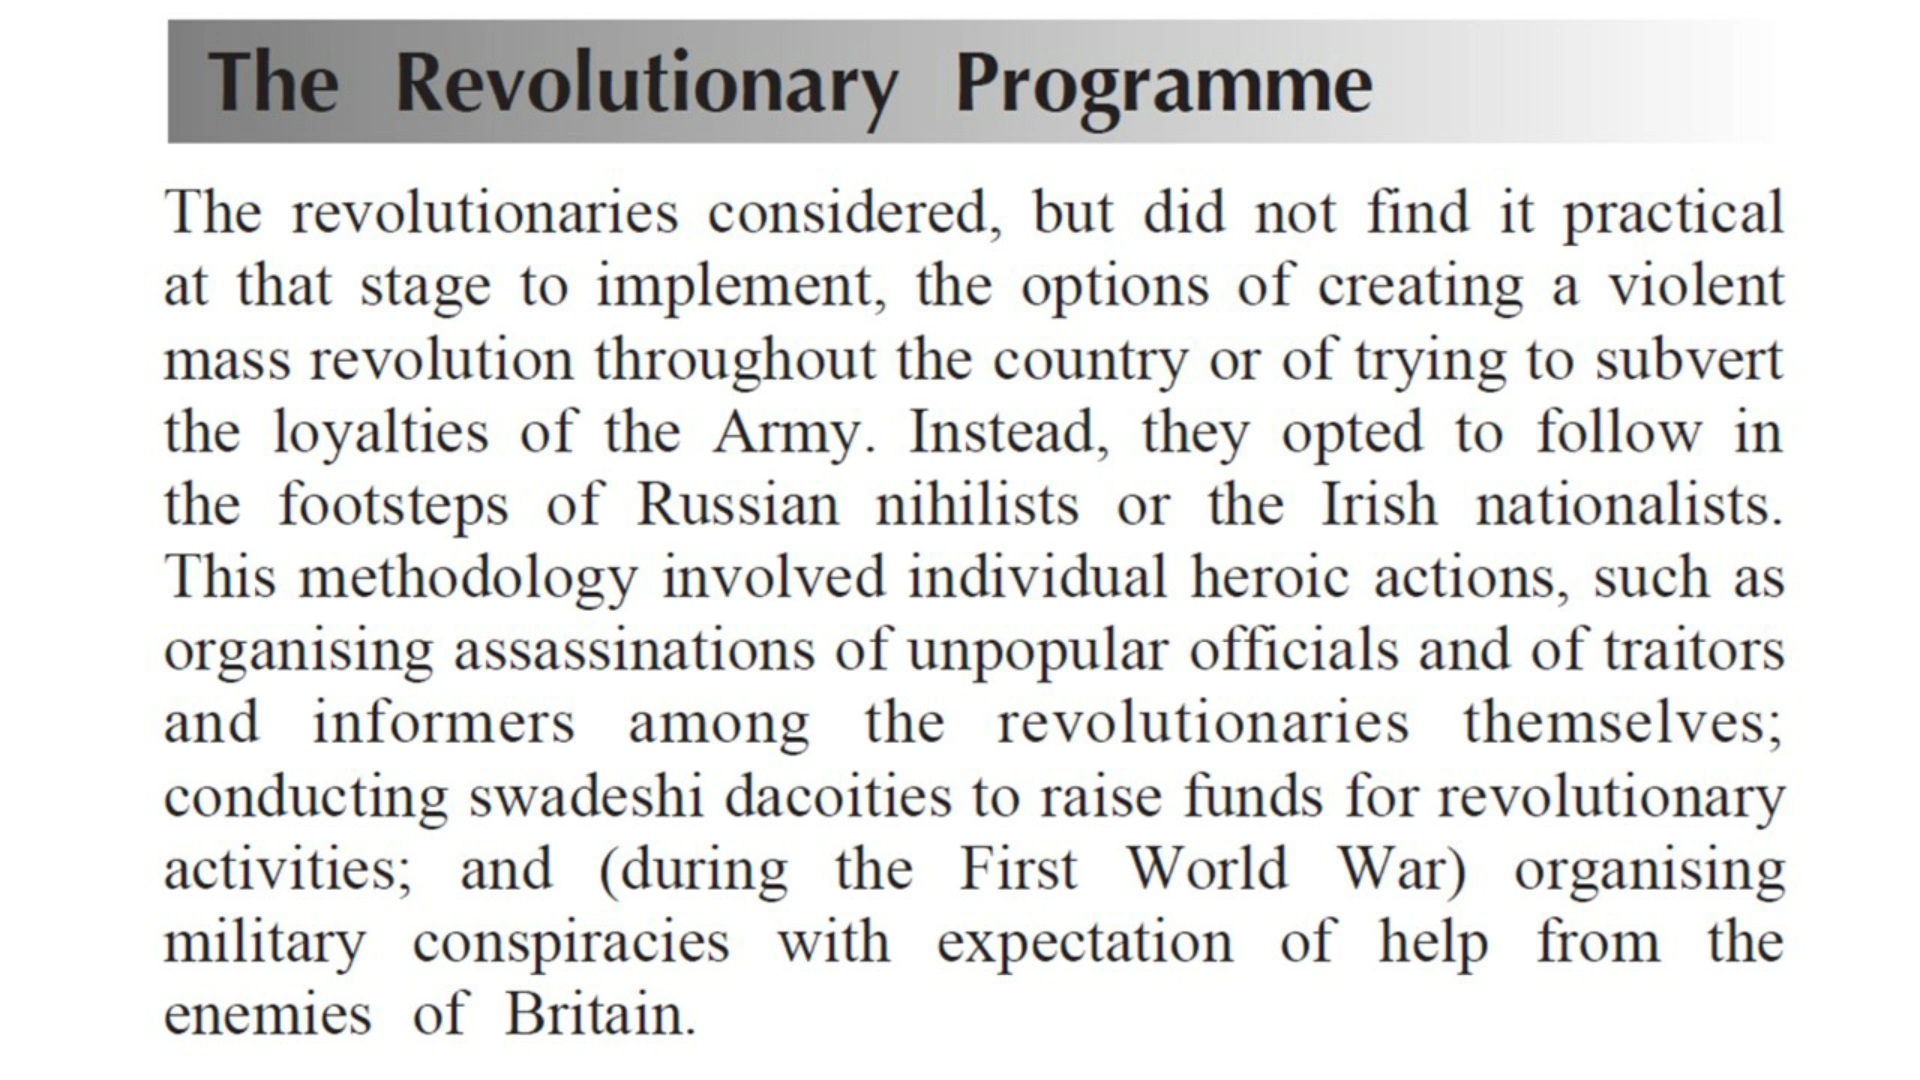 The Revolutionary Programme
The revolutionaries considered, but did not find it practical
at that stage to implement, the options of creating a violent
mass revolution throughout the country or of trying to subvert
the loyalties of the Army. Instead, they opted to follow in
the footsteps of Russian nihilists or the Irish nationalists.
This methodology involved individual heroic actions, such as
organising assassinations of unpopular officials and of traitors
and informers among the revolutionaries themselves;
conducting swadeshi dacoities to raise funds for revolutionary
activities; and (during the First World War) organising
military conspiracies with expectation of help from the
enemies of Britain.